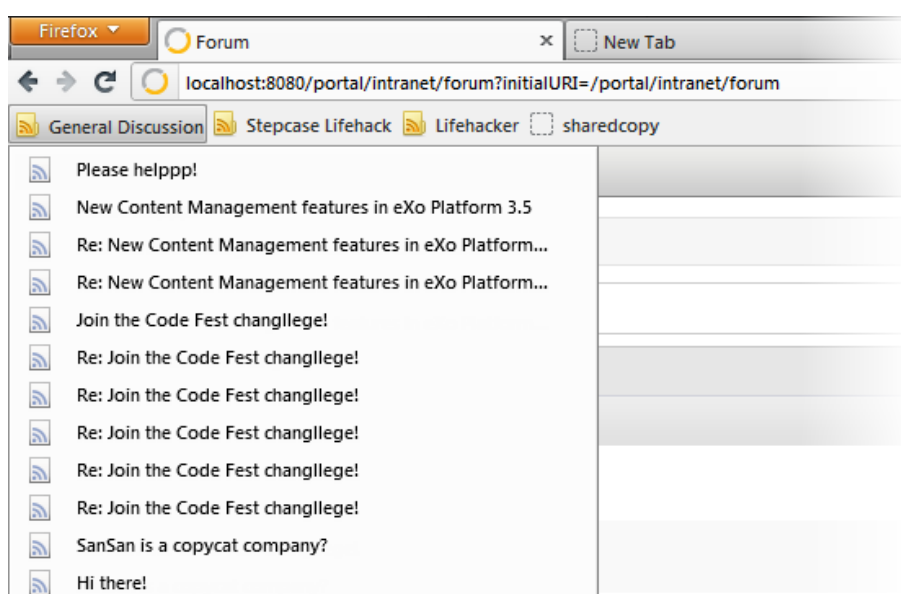 Firefox
Forum
New Tab
localhost:8080/portal/intranet/forum?initialURI=/portal/intranet/forum
General Discussion Stepcase Lifehack Lifehacker sharedcopy
Please helppp!
New Content Management features in eXo Platform 3.5
Re: New Content Management features in eXo Platform...
Re: New Content Management features in eXo Platform...
Join the Code Fest changllege!
Re: Join the Code Fest changllege!
Re: Join the Code Fest changllege!
Re: Join the Code Fest changllege!
Re: Join the Code Fest changllege!
Re: Join the Code Fest changllege!
SanSan is a copycat company?
Hi there!